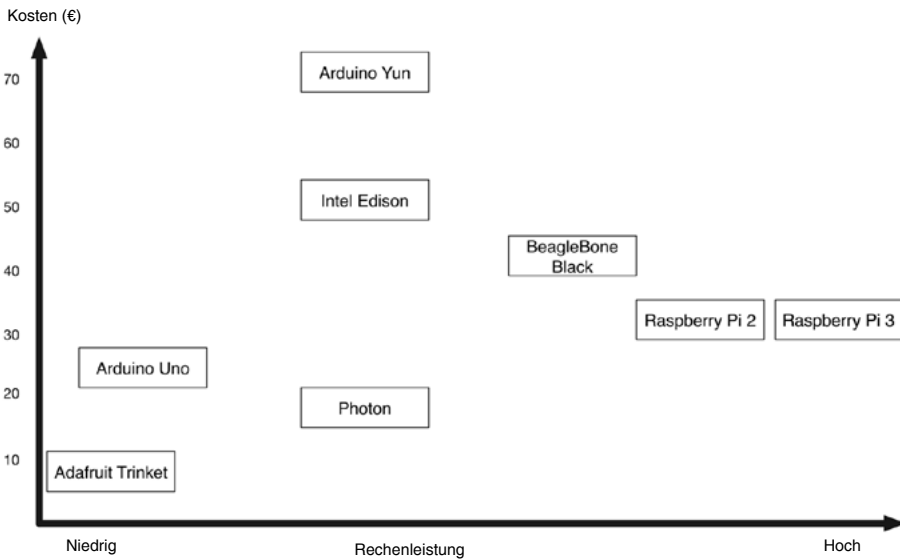 Kosten (€)
70
60
50
40
30
20
10
Arduino Yun
Intel Edison
BeagleBone
Black
Raspberry Pi 2
Raspberry Pi 3
Arduino Uno
Photon
Adafruit Trinket
Niedrig
Rechenleistung
Hoch